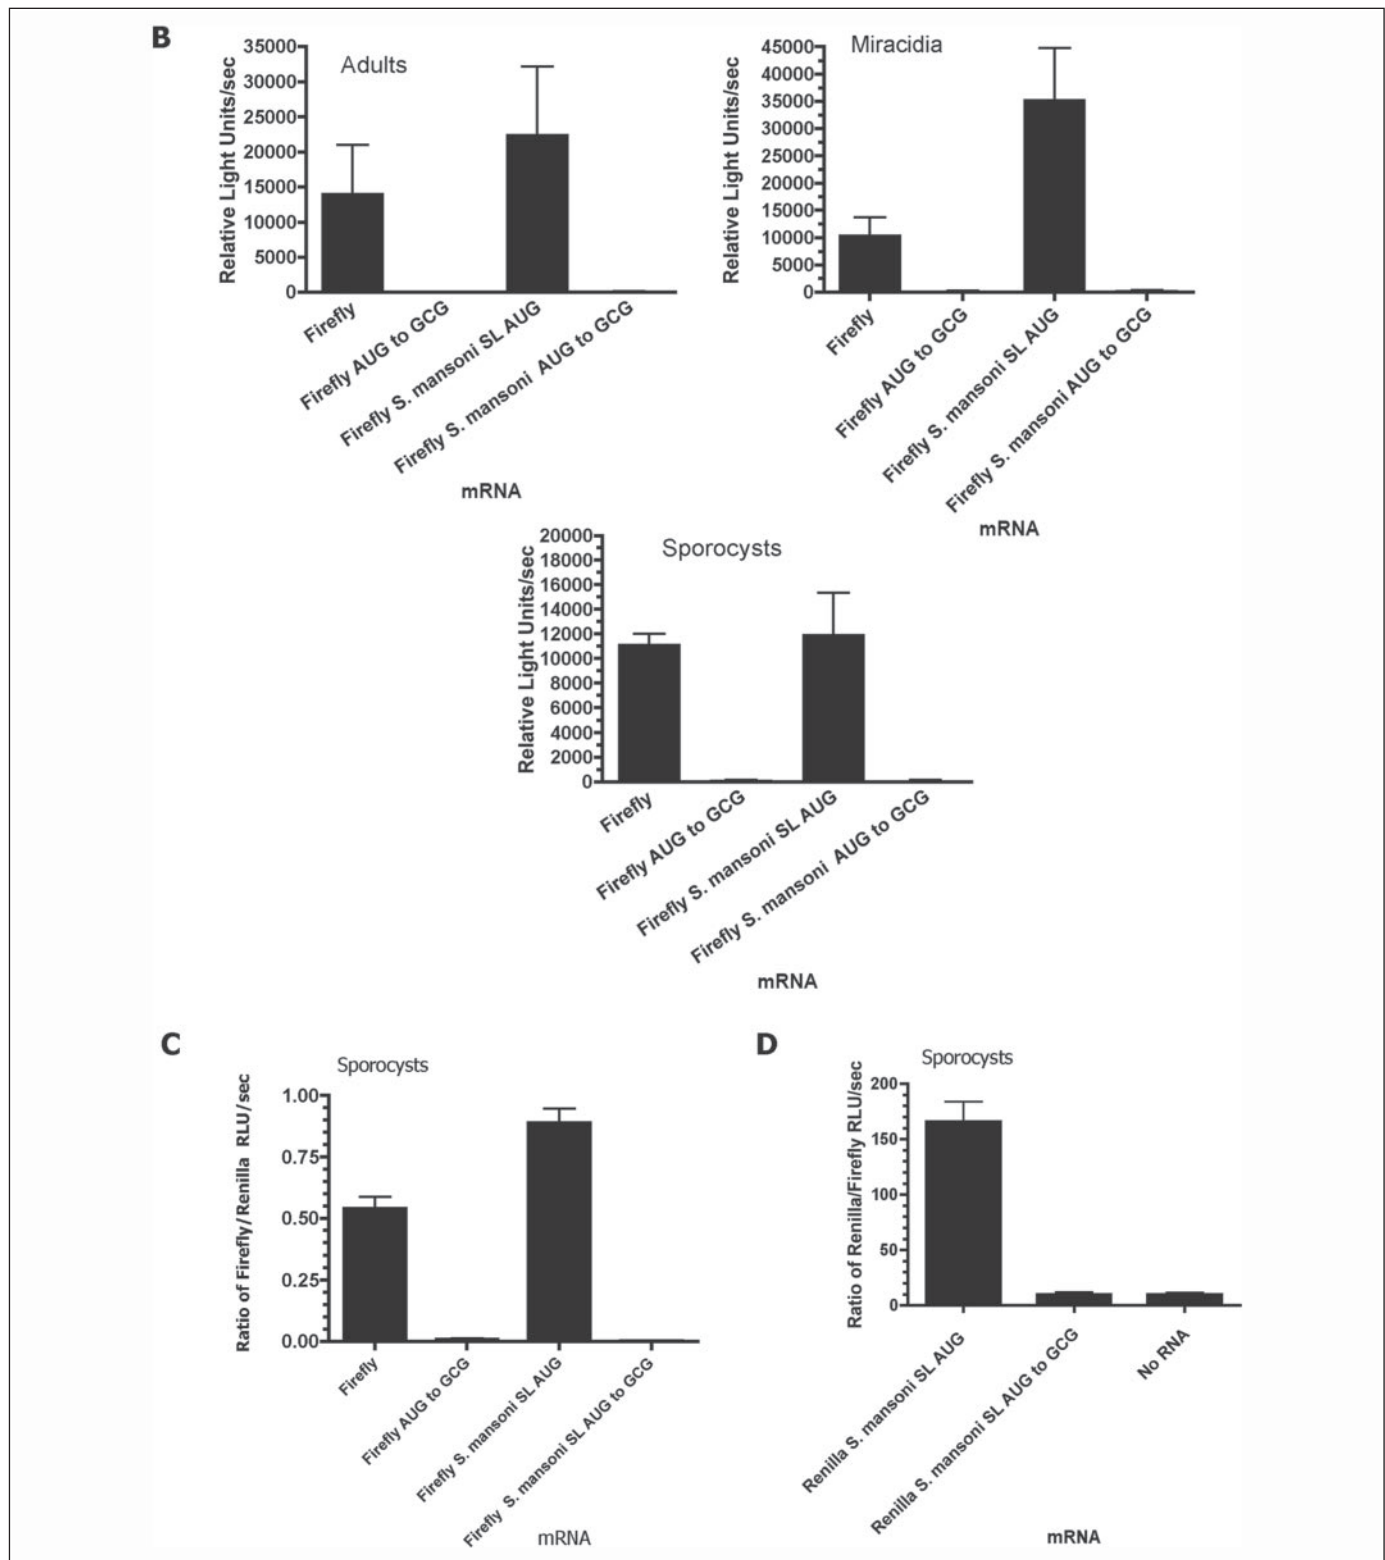 B
Adults
Relative Light Units/sec
35000
30000
25000
20000
15000
10000
5000
0
Firefly
Firefly AUG to GCG
Firefly S. mansoni SL AUG
Firefly S. mansoni AUG to GCG
mRNA
Miracidia
Relative Light Units/sec
45000
40000
35000
30000
25000
20000
15000
10000
5000
0
Firefly
Firefly AUG to GCG
Firefly S. mansoni SL AUG
Firefly S. mansoni AUG to GCG
mRNA
Sporocysts
Relative Light Units/sec
20000
18000
16000
14000
12000
10000
8000
6000
4000
2000
0
Firefly
Firefly AUG to GCG
Firefly S. mansoni SL AUG
Firefly S. mansoni AUG to GCG
mRNA
C
Sporocysts
Ratio of Firefly/Renilla RLU/sec
1.00
0.75
0.50
0.25
0.00
Firefly
Firefly AUG to GCG
Firefly S. mansoni SL AUG
Firefly S. mansoni SL AUG to GCG
mRNA
D
Sporocysts
Ratio of Renilla/Firefly RLU/sec
200
150
100
50
0
Renilla S. mansoni SL AUG
Renilla S. mansoni SL AUG to GCG
No RNA
mRNA